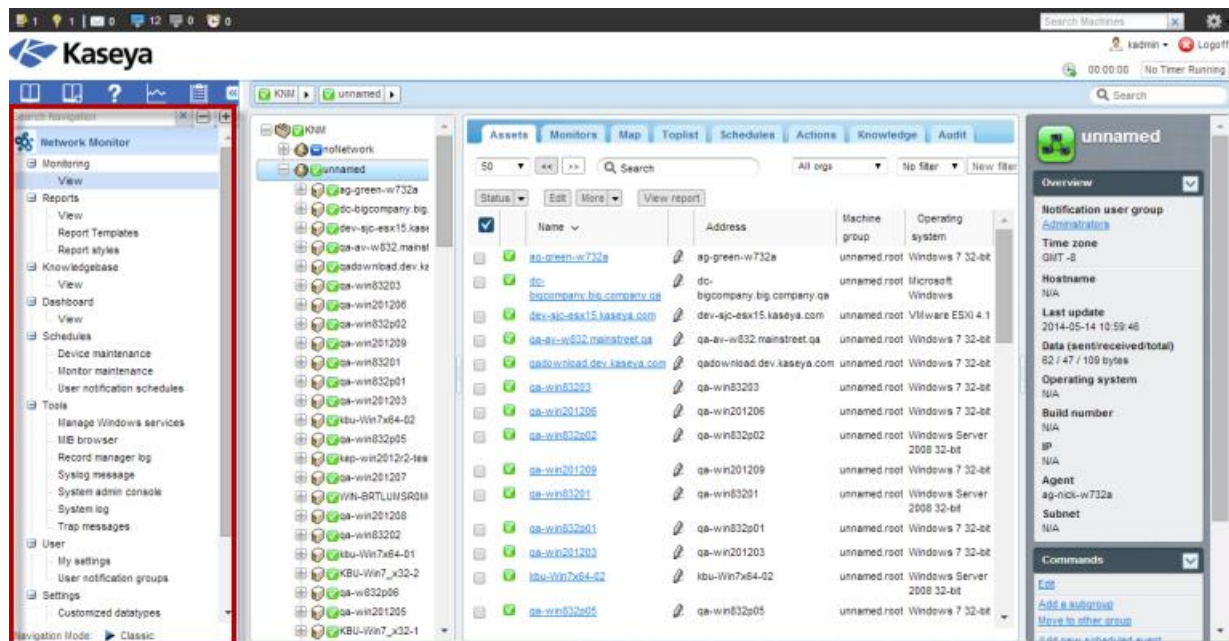 1 1 0 12 0 0
Search Machines
Kaseya
kadmin Logoff
00:00:00 No Timer Running
KNM unnamed
Search
Search Navigation
Network Monitor
Monitoring
View
Reports
View
Report Templates
Report styles
Knowledgebase
View
Dashboard
View
Schedules
Device maintenance
Monitor maintenance
User notification schedules
Tools
Manage Windows services
MIB browser
Record manager log
Syslog message
System admin console
System log
Trap messages
User
My settings
User notification groups
Settings
Customized datatypes
Navigation Mode: Classic
KNM
noNetwork
unnamed
ag-green-w732a
dc-bigcompany.big.
dev-sjc-esx15.kase
qa-av-w832.mainst
qadownload.dev.ka
qa-win83203
qa-win201206
qa-win832p02
qa-win201209
qa-win83201
qa-win832p01
qa-win201203
kbu-Win7x64-02
qa-win832p05
kep-win2012r2-tes
qa-win201207
WIN-BRTLUMSR0M
qa-win201208
qa-win83202
kbu-Win7x64-01
KBU-Win7_x32-2
qa-w832p06
qa-win201205
KBU-Win7_x32-1
Assets Monitors Map Toplist Schedules Actions Knowledge Audit
50 << >> Search All orgs No filter New filter
Status Edit More View report
Name Address Machine group Operating system
ag-green-w732a ag-green-w732a unnamed.root Windows 7 32-bit
dc-bigcompany.big.company.qa dc-bigcompany.big.company.qa unnamed.root Microsoft Windows
dev-sjc-esx15.kaseya.com dev-sjc-esx15.kaseya.com unnamed.root VMware ESXi 4.1
qa-av-w832.mainstreet.qa qa-av-w832.mainstreet.qa unnamed.root Windows 7 32-bit
qadownload.dev.kaseya.com qadownload.dev.kaseya.com unnamed.root Windows 7 32-bit
qa-win83203 qa-win83203 unnamed.root Windows 7 32-bit
qa-win201206 qa-win201206 unnamed.root Windows 7 32-bit
qa-win832p02 qa-win832p02 unnamed.root Windows Server 2008 32-bit
qa-win201209 qa-win201209 unnamed.root Windows 7 32-bit
qa-win83201 qa-win83201 unnamed.root Windows Server 2008 32-bit
qa-win832p01 qa-win832p01 unnamed.root Windows 7 32-bit
qa-win201203 qa-win201203 unnamed.root Windows 7 32-bit
kbu-Win7x64-02 kbu-Win7x64-02 unnamed.root Windows Server 2008 32-bit
qa-win832p05 qa-win832p05 unnamed.root Windows 7 32-bit
unnamed
Overview
Notification user group
Administrators
Time zone
GMT -8
Hostname
N/A
Last update
2014-05-14 10:59:46
Data (sent/received/total)
62 / 47 / 109 bytes
Operating system
N/A
Build number
N/A
IP
N/A
Agent
ag-nick-w732a
Subnet
N/A
Commands
Edit
Add a subgroup
Move to other group
Add new scheduled event